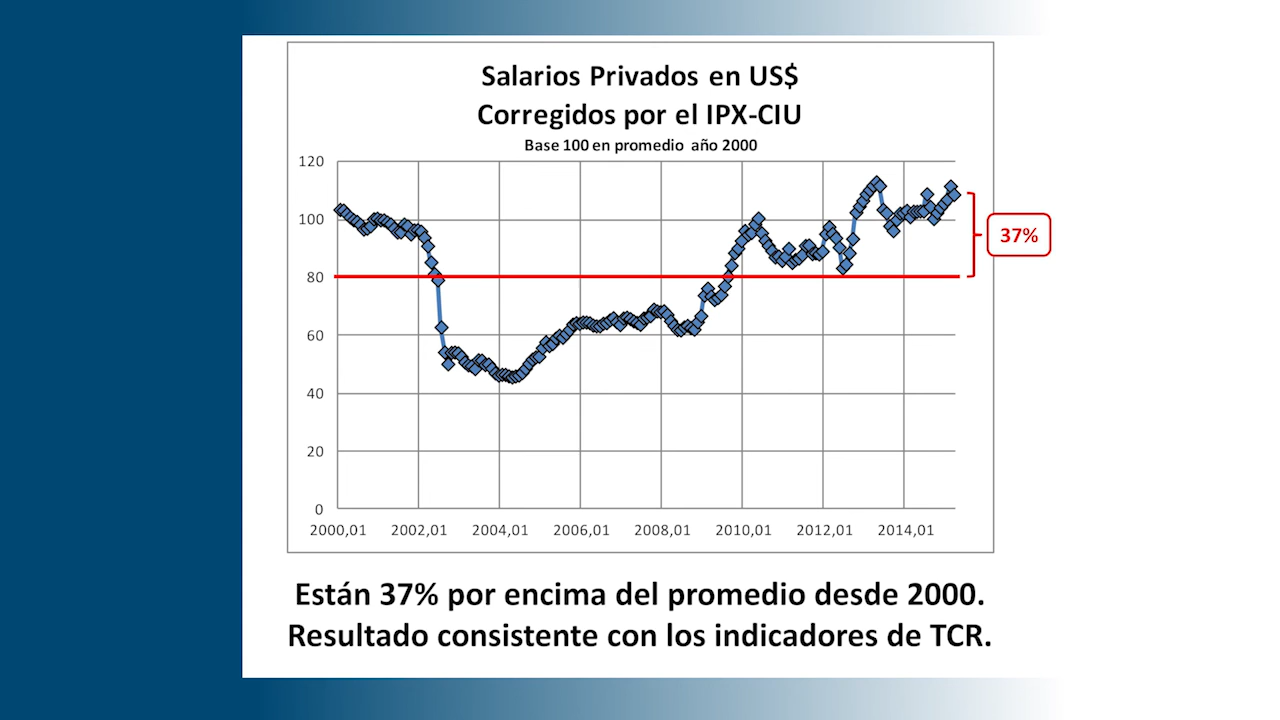 Salarios Privados en US$
Corregidos por el IPX-CIU
Base 100 en promedio año 2000
120
100
80
60
40
20
0
2000,01 2002,01 2004,01 2006,01 2008,01 2010,01 2012,01 2014,01
37%
Están 37% por encima del promedio desde 2000.
Resultado consistente con los indicadores de TCR.